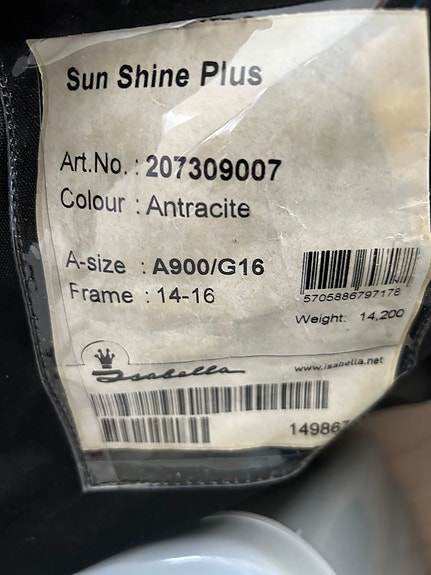 Sun Shine Plus
Art.No. : 207309007
Colour : Antracite
A-size : A900/G16
Frame : 14-16
5705886797178
Weight: 14,200
Isabella
www.isabella.net